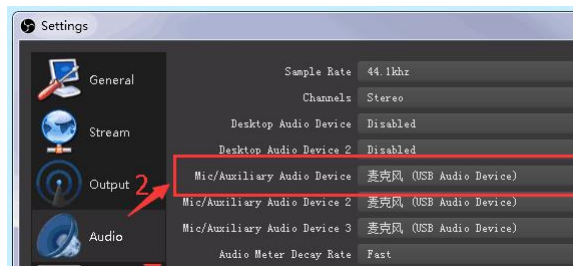 Settings
General
Stream
Output
Audio
2
Sample Rate 44.1khz
Channels Stereo
Desktop Audio Device Disabled
Desktop Audio Device 2 Disabled
Mic/Auxiliary Audio Device 麦克风 (USB Audio Device)
Mic/Auxiliary Audio Device 2 麦克风 (USB Audio Device)
Mic/Auxiliary Audio Device 3 麦克风 (USB Audio Device)
Audio Meter Decay Rate Fast